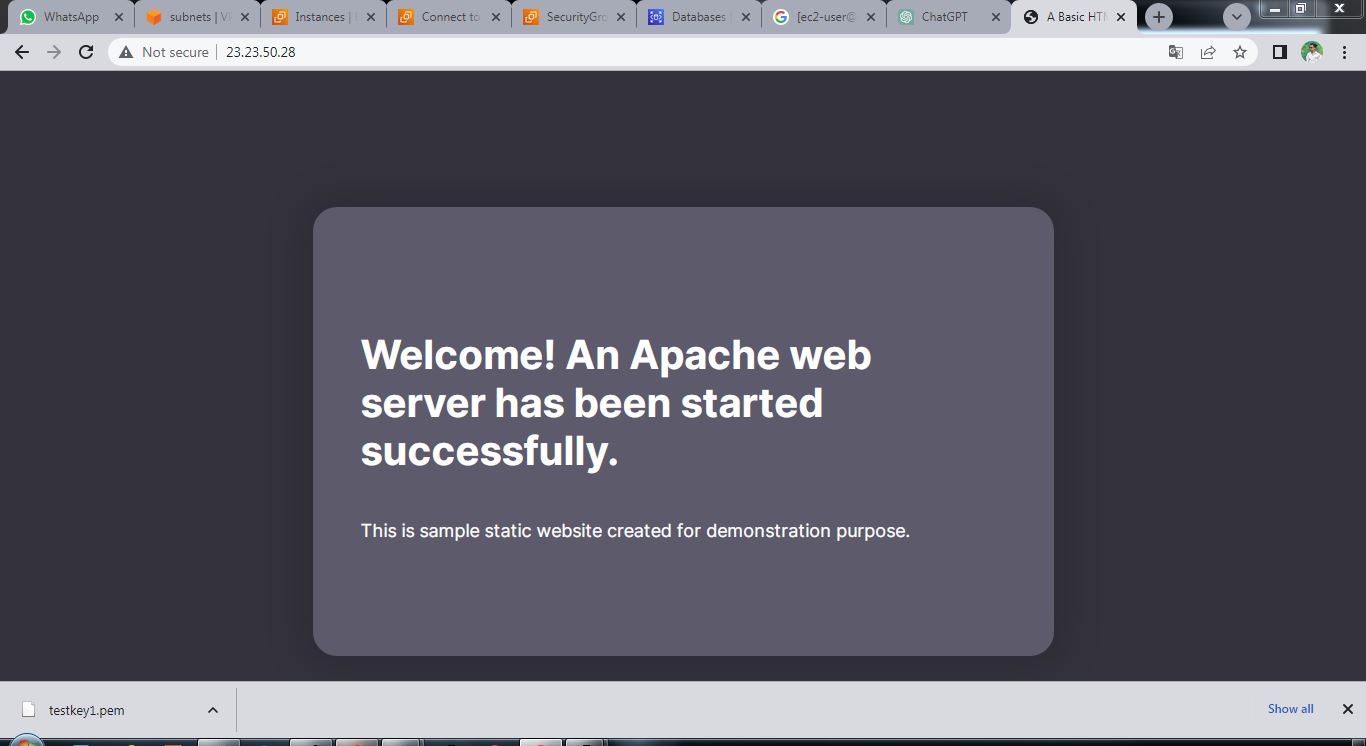 WhatsApp
subnets | V
Instances |
Connect to
SecurityGro
Databases |
[ec2-user@
ChatGPT
A Basic HT
Not secure
23.23.50.28
Welcome! An Apache web
server has been started
successfully.
This is sample static website created for demonstration purpose.
testkey1.pem
Show all